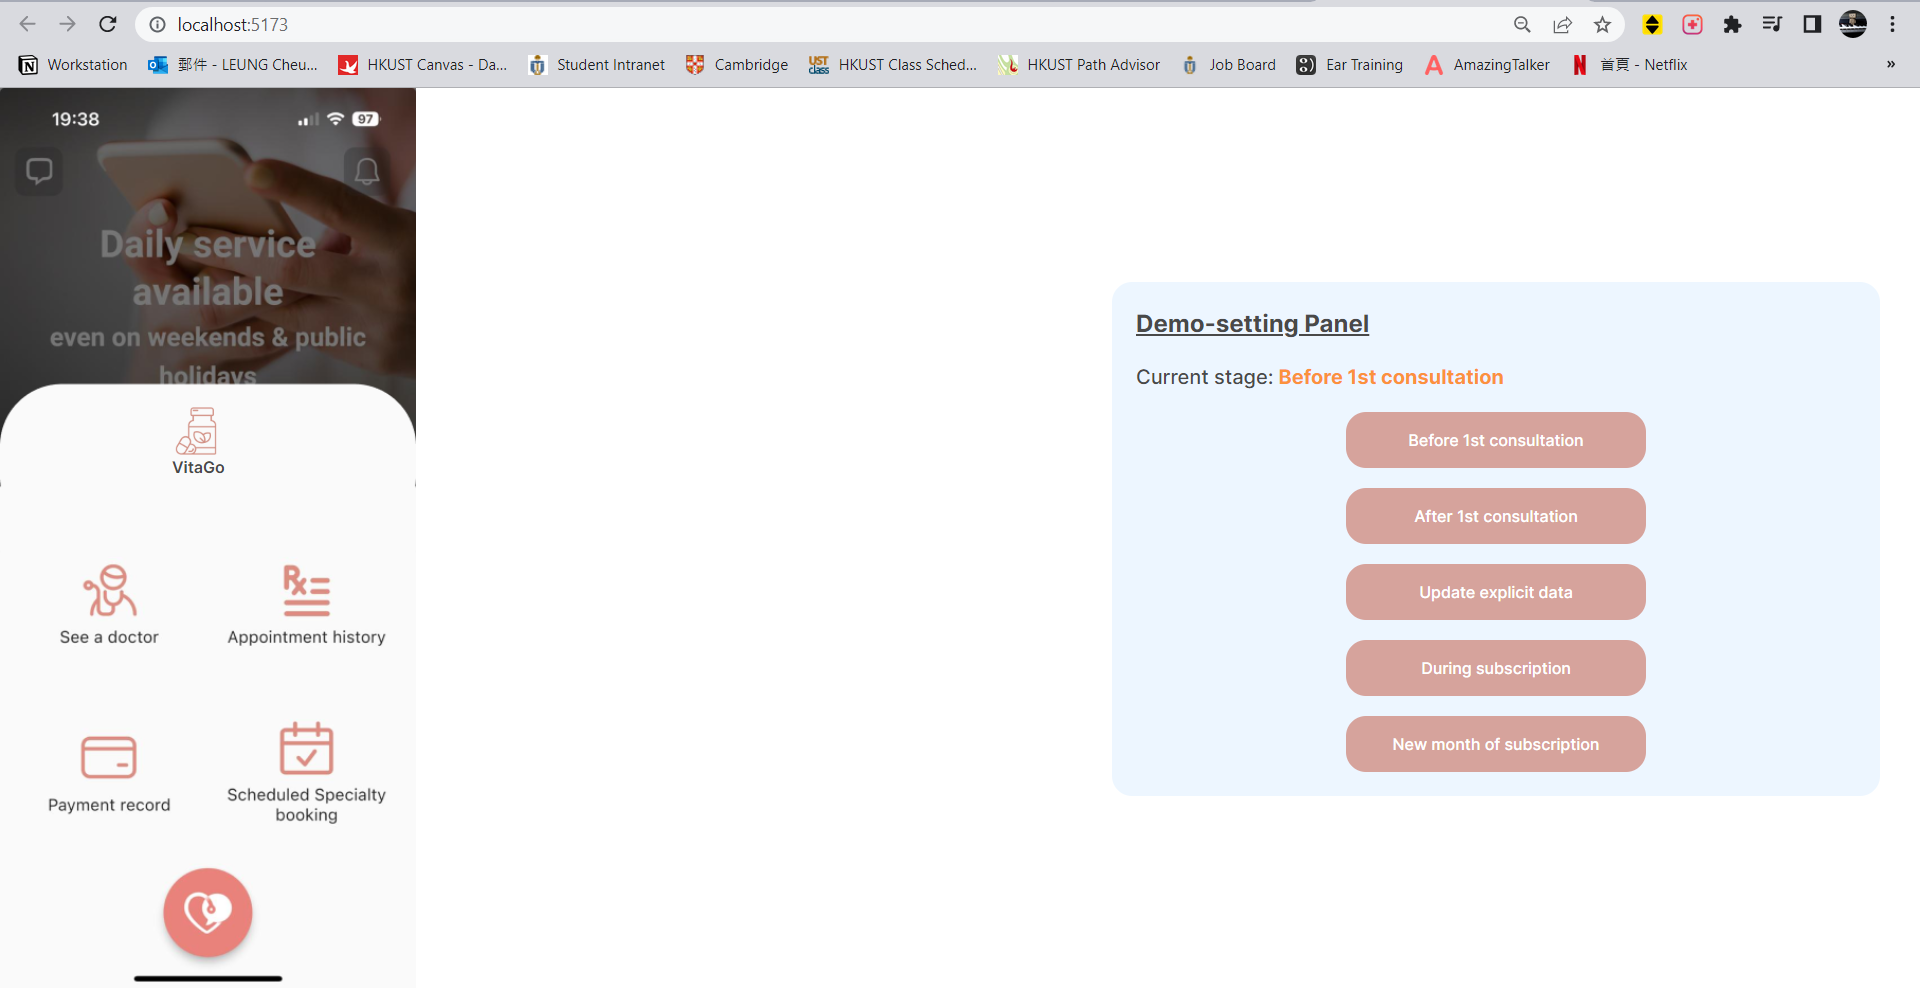 localhost:5173
Workstation
郵件 - LEUNG Cheu...
HKUST Canvas - Da...
Student Intranet
Cambridge
UST class
HKUST Class Sched...
HKUST Path Advisor
Job Board
Ear Training
AmazingTalker
首頁 - Netflix
»
19:38
97
Daily service
available
even on weekends & public
holidays
VitaGo
See a doctor
Rx
Appointment history
Payment record
Scheduled Specialty
booking
Demo-setting Panel
Current stage: Before 1st consultation
Before 1st consultation
After 1st consultation
Update explicit data
During subscription
New month of subscription